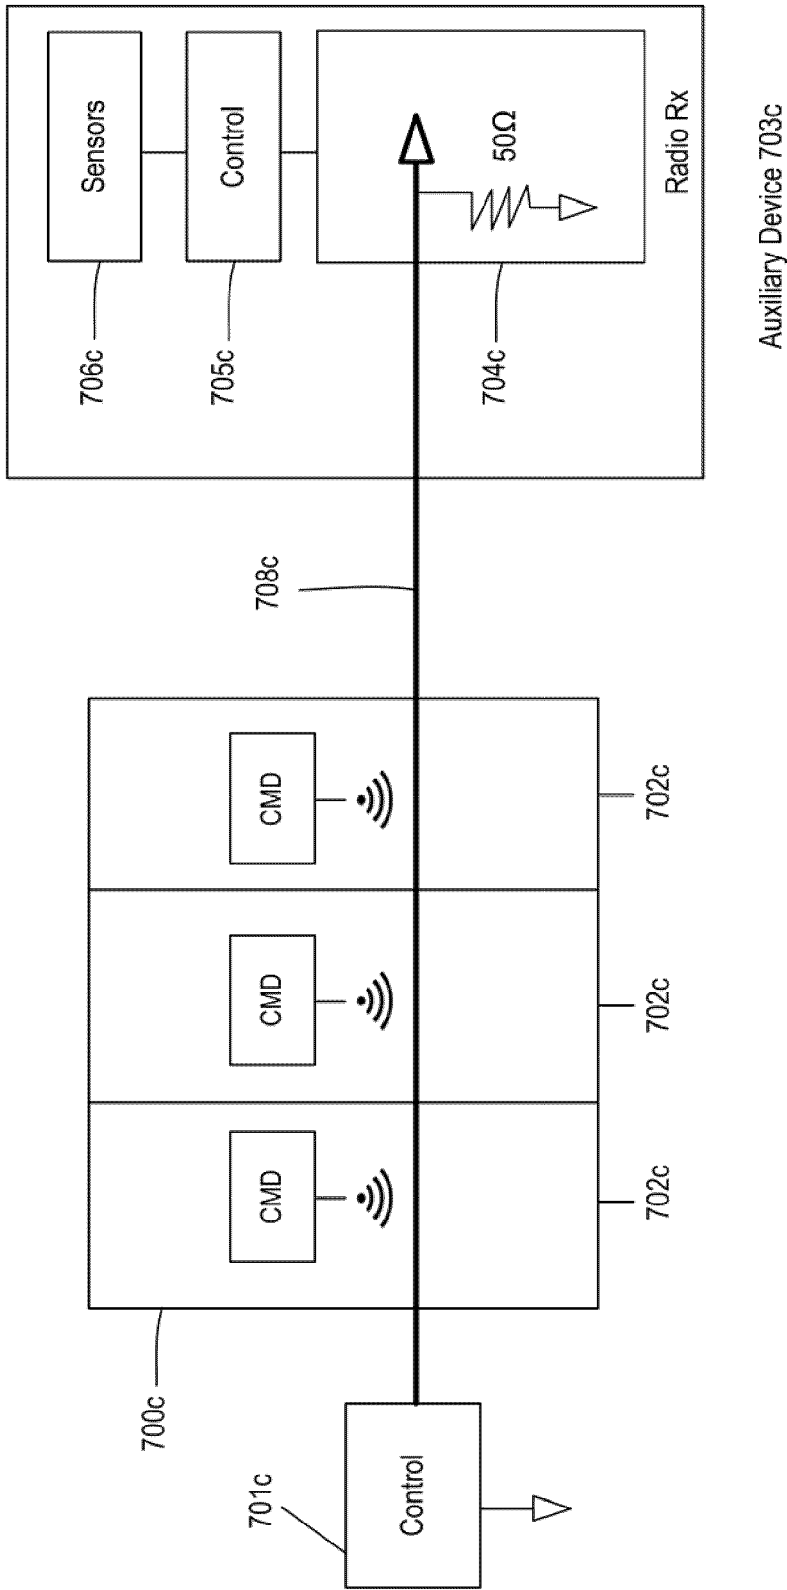 Sensors
Control
50Ω
Radio Rx
Auxiliary Device 703c
706c
705c
704c
708c
CMD
702c
CMD
702c
CMD
702c
700c
701c
Control